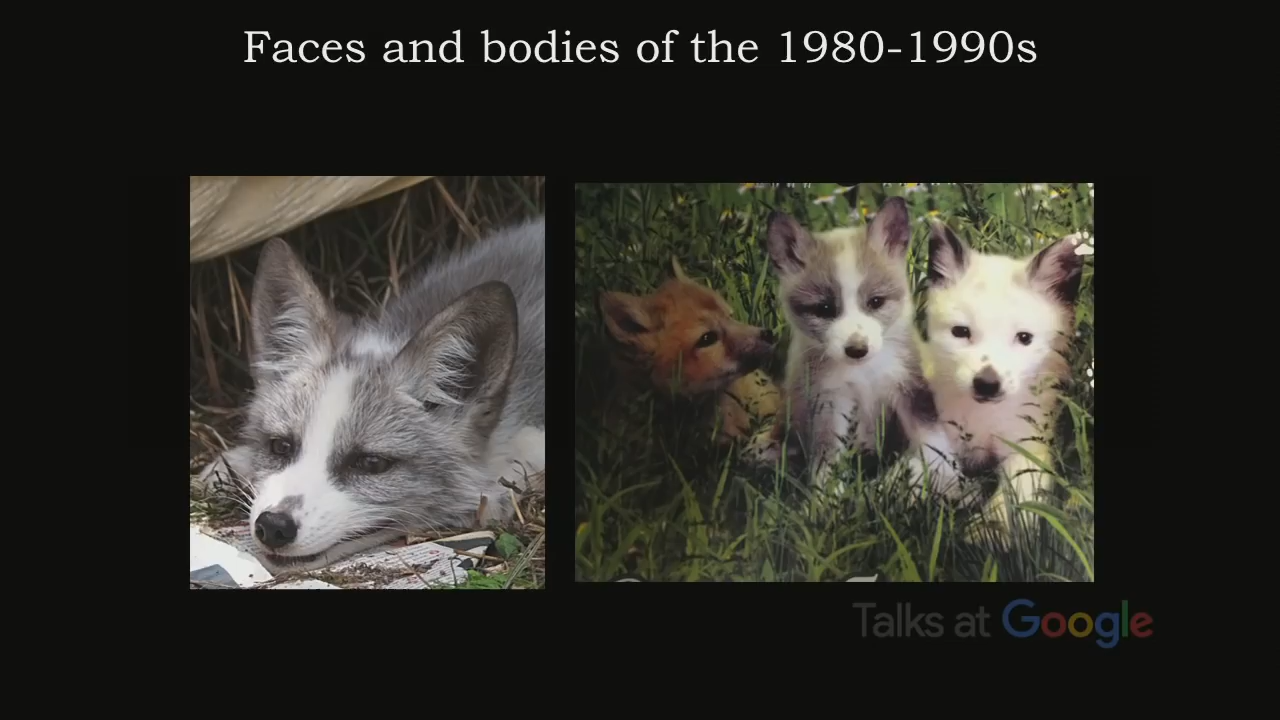 Faces and bodies of the 1980-1990s
Talks at Google